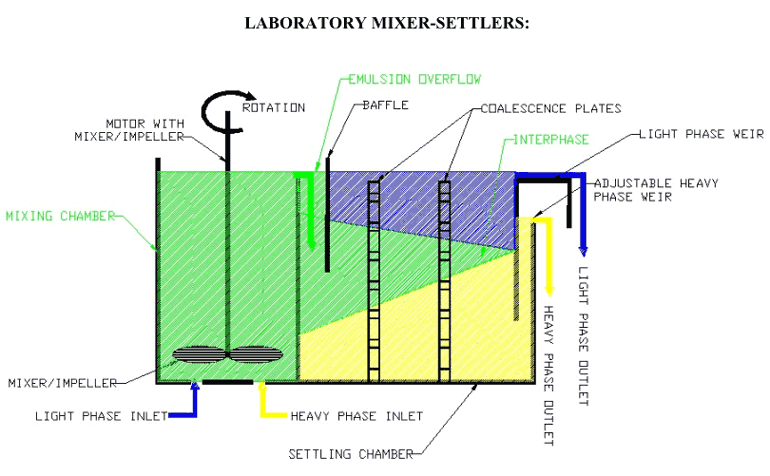 LABORATORY MIXER-SETTLERS:
EMULSION OVERFLOW
ROTATION
BAFFLE
COALESCENCE PLATES
MOTOR WITH
MIXER/IMPELLER
INTERPHASE
LIGHT PHASE WEIR
ADJUSTABLE HEAVY
PHASE WEIR
MIXING CHAMBER
LIGHT PHASE OUTLET
HEAVY PHASE OUTLET
MIXER/IMPELLER
LIGHT PHASE INLET
HEAVY PHASE INLET
SETTLING CHAMBER